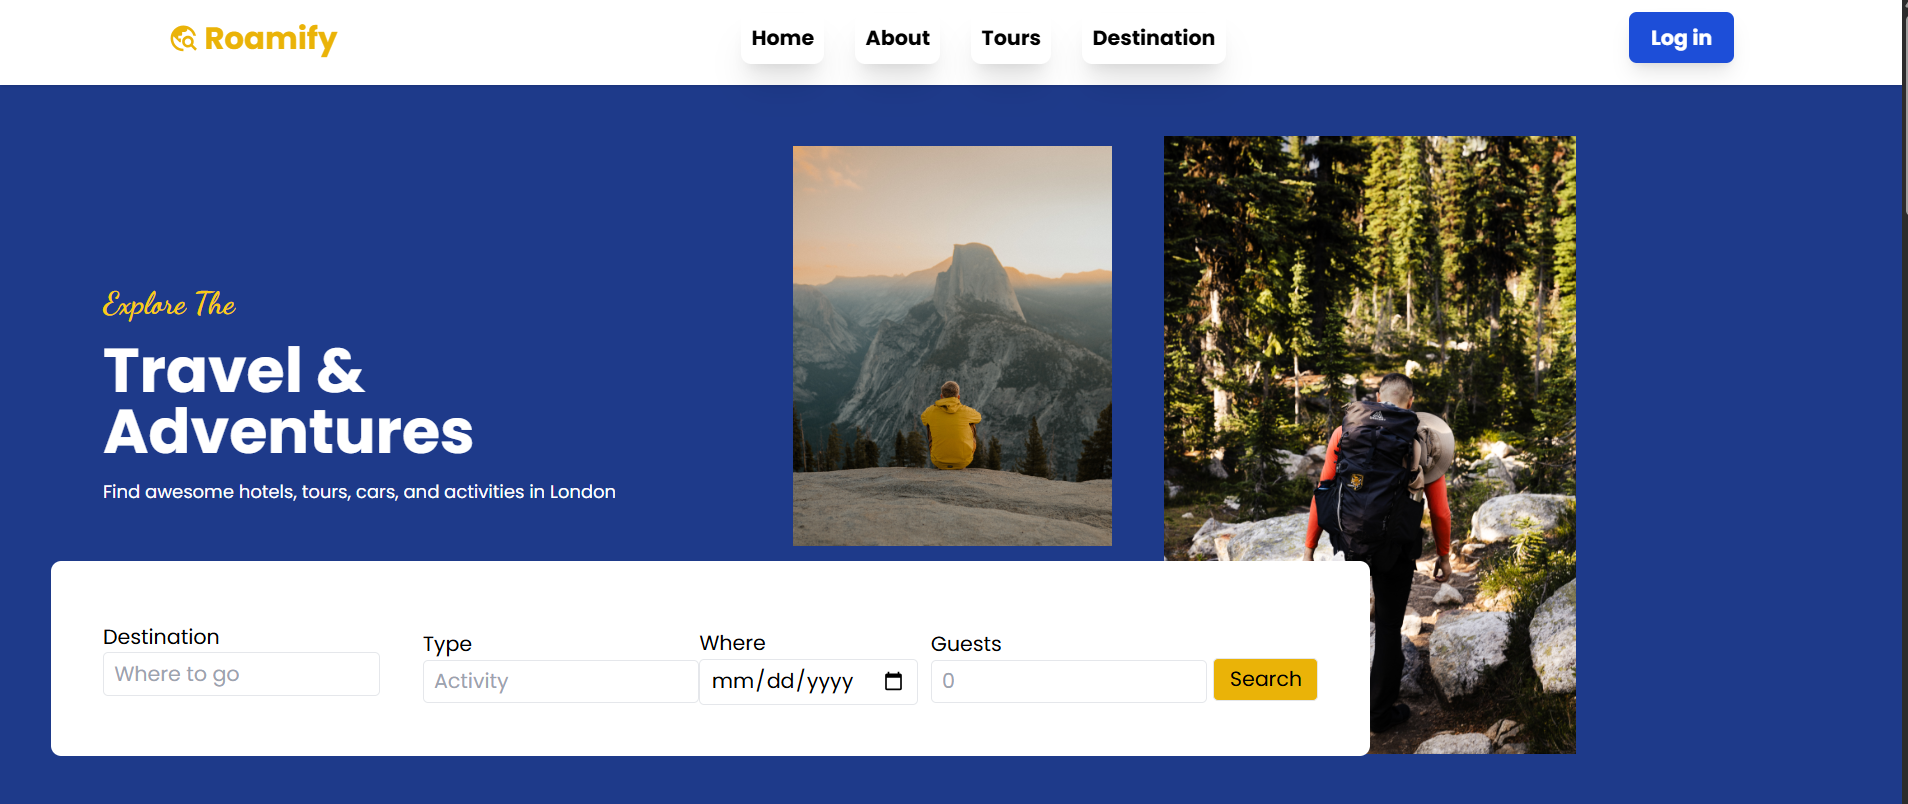 Roamify
Home About Tours Destination
Log in
Explore The
Travel &
Adventures
Find awesome hotels, tours, cars, and activities in London
Destination Type Where Guests
Where to go Activity mm/dd/yyyy 0 Search